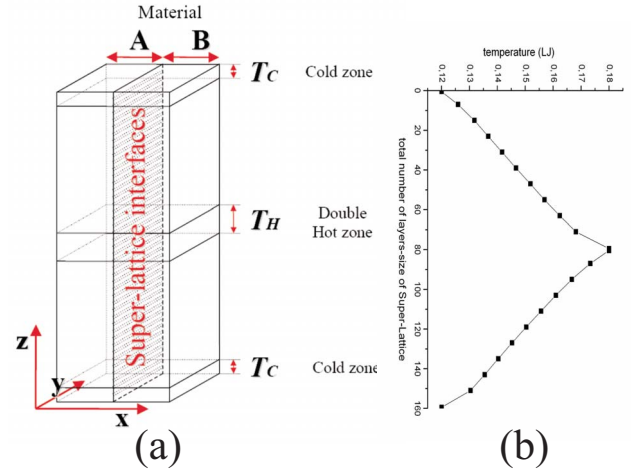 Material
A B
T_C Cold zone
Super-lattice interfaces
T_H Double
Hot zone
T_C Cold zone
z
y
x
(a)
temperature (LJ)
0.12 0.13 0.14 0.15 0.16 0.17 0.18
total number of layers-size of Super-Lattice
0
20
40
60
80
100
120
140
160
(b)